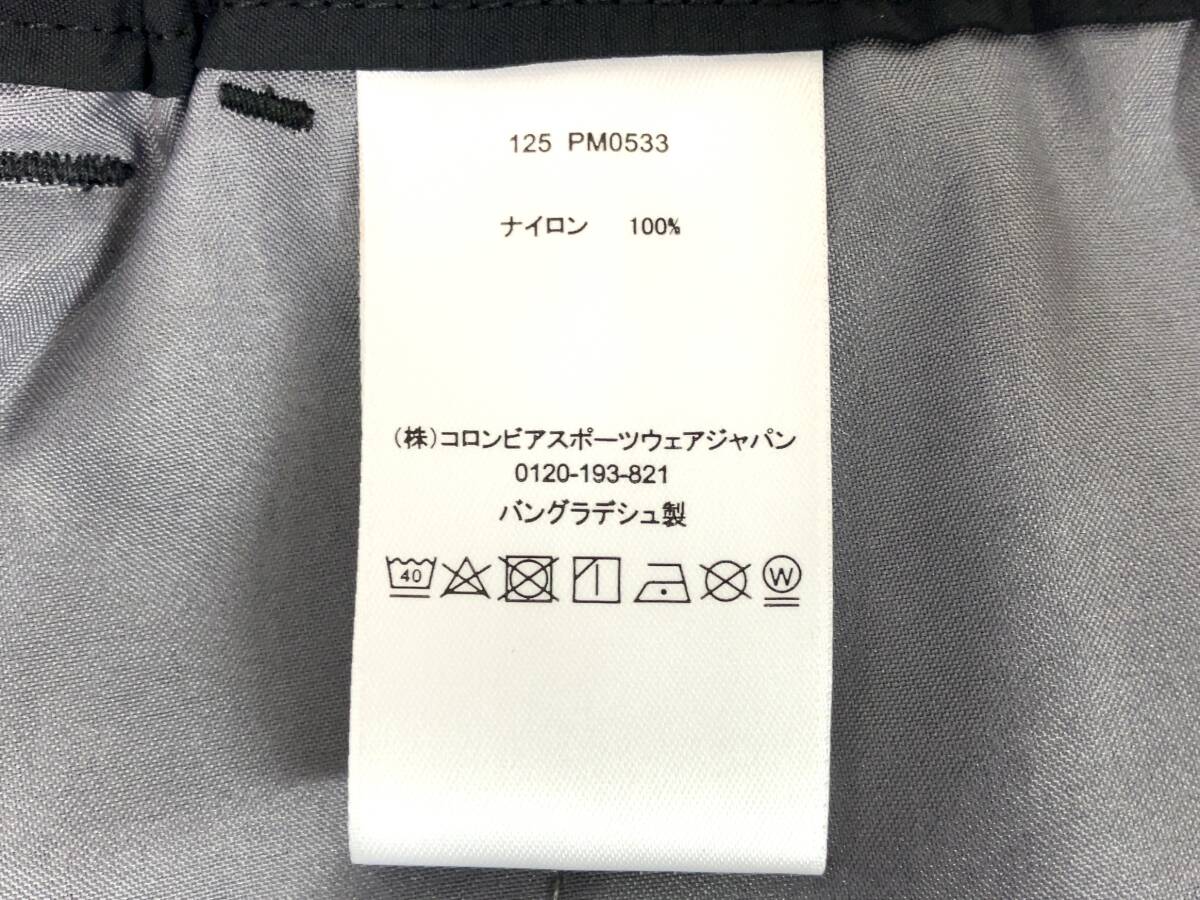 125 PM0533
ナイロン 100%
(株)コロンビアスポーツウェアジャパン
0120-193-821
バングラデシュ製
40 W